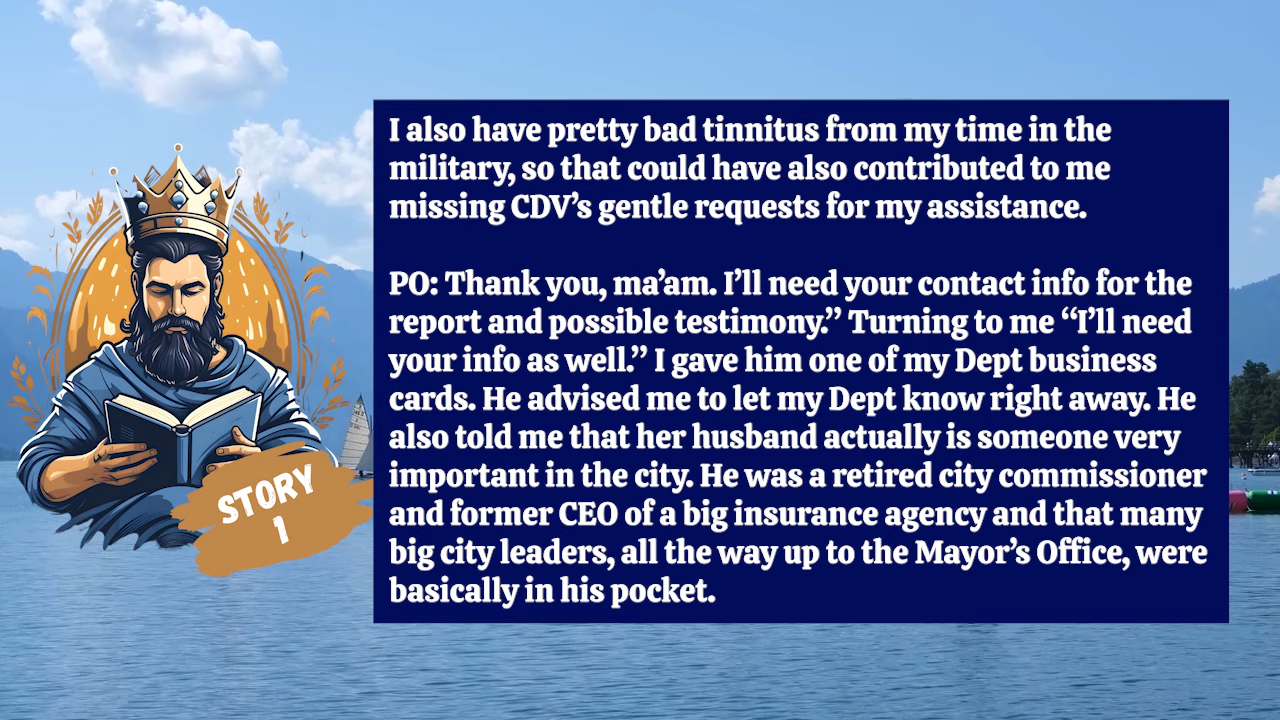 I also have pretty bad tinnitus from my time in the
military, so that could have also contributed to me
missing CDV’s gentle requests for my assistance.
PO: Thank you, ma’am. I’ll need your contact info for the
report and possible testimony.” Turning to me “I’ll need
your info as well.” I gave him one of my Dept business
cards. He advised me to let my Dept know right away. He
also told me that her husband actually is someone very
important in the city. He was a retired city commissioner
and former CEO of a big insurance agency and that many
big city leaders, all the way up to the Mayor’s Office, were
basically in his pocket.
STORY
1